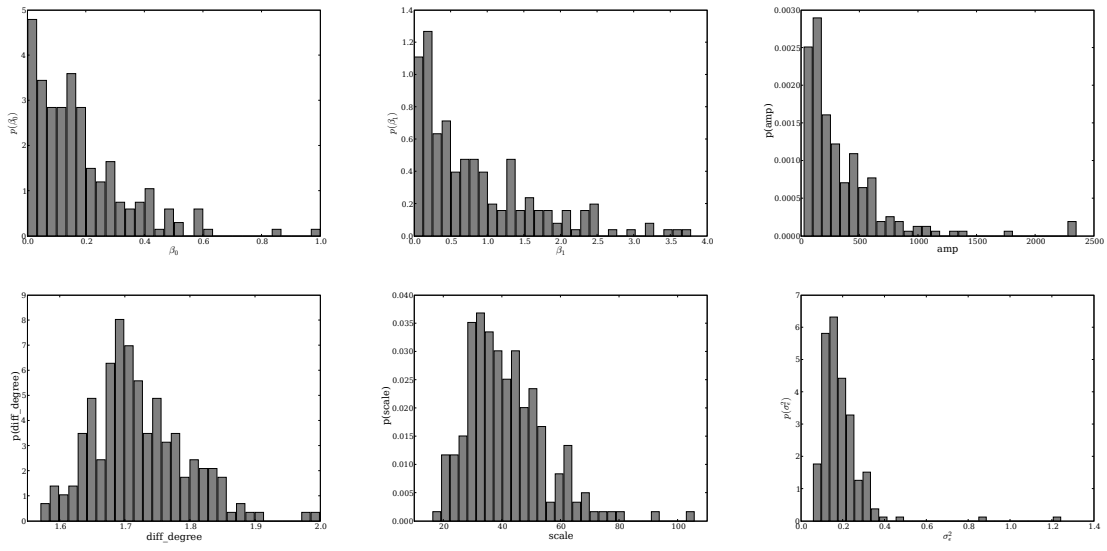 5
4
3
2
1
0
p(β₀)
0.0 0.2 0.4 0.6 0.8 1.0
β₀
1.4
1.2
1.0
0.8
0.6
0.4
0.2
0.0
p(β₁)
0.0 0.5 1.0 1.5 2.0 2.5 3.0 3.5 4.0
β₁
0.0030
0.0025
0.0020
0.0015
0.0010
0.0005
0.0000
p(amp)
0 500 1000 1500 2000 2500
amp
9
8
7
6
5
4
3
2
1
0
p(diff_degree)
1.6 1.7 1.8 1.9 2.0
diff_degree
0.040
0.035
0.030
0.025
0.020
0.015
0.010
0.005
0.000
p(scale)
20 40 60 80 100
scale
7
6
5
4
3
2
1
0
p(σ²ₑ)
0.0 0.2 0.4 0.6 0.8 1.0 1.2 1.4
σ²ₑ